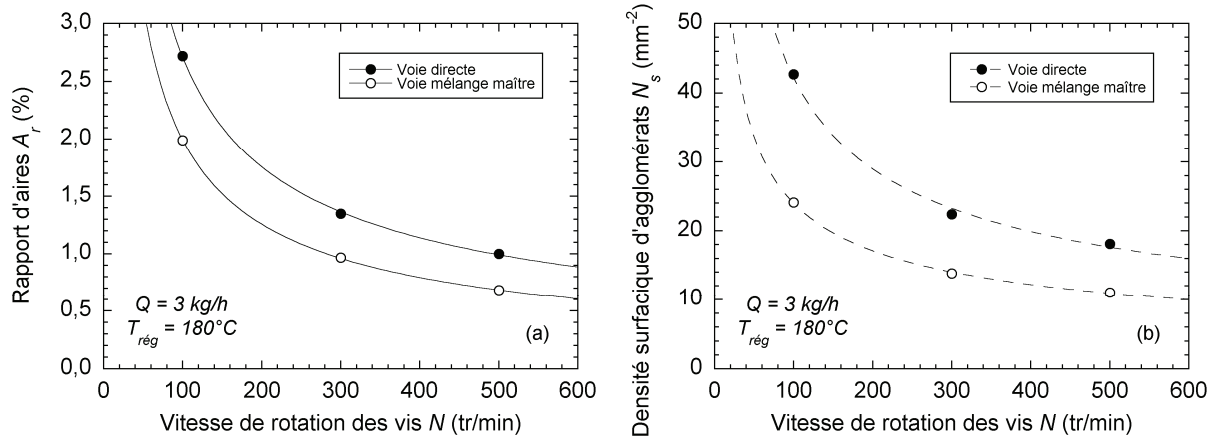 3,0
2,5
2,0
1,5
1,0
0,5
0,0
Rapport d'aires A_r (%)
Voie directe
Voie mélange maître
Q = 3 kg/h
T_rég = 180°C
(a)
0 100 200 300 400 500 600
Vitesse de rotation des vis N (tr/min)
50
40
30
20
10
0
Densité surfacique d'agglomérats N_s (mm⁻²)
Voie directe
Voie mélange maître
Q = 3 kg/h
T_rég = 180°C
(b)
0 100 200 300 400 500 600
Vitesse de rotation des vis N (tr/min)